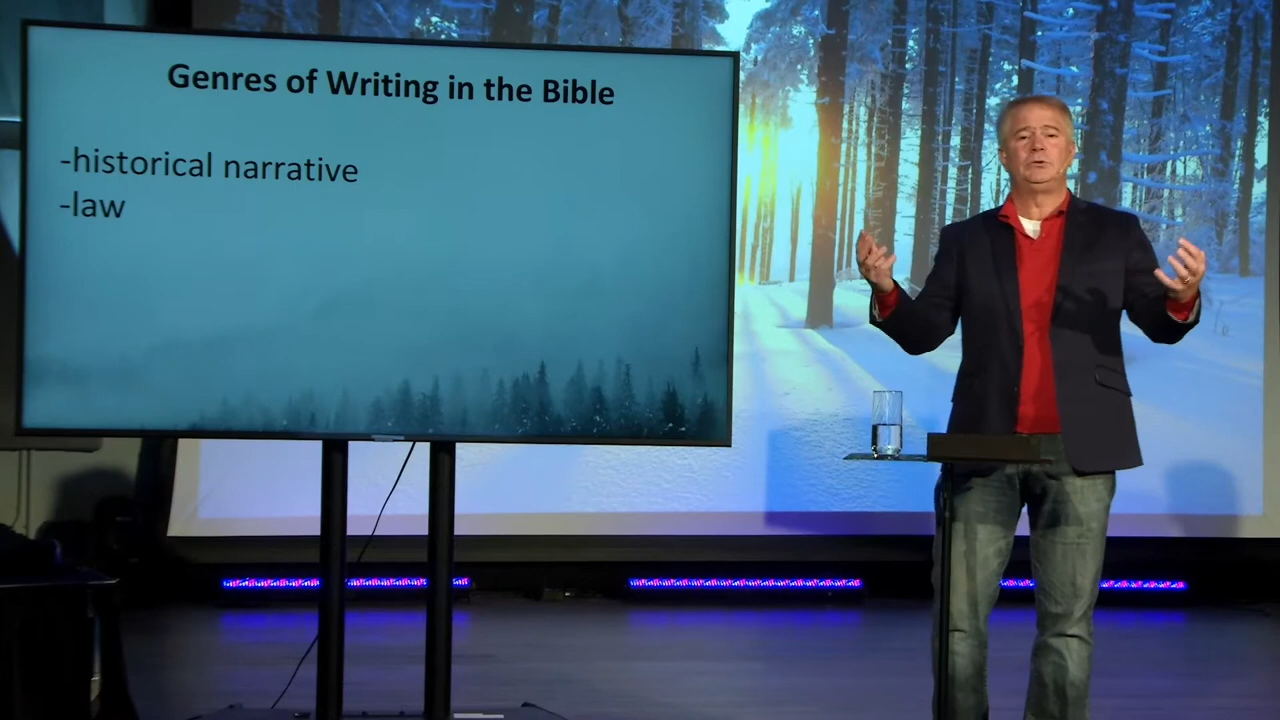 Genres of Writing in the Bible
-historical narrative
-law